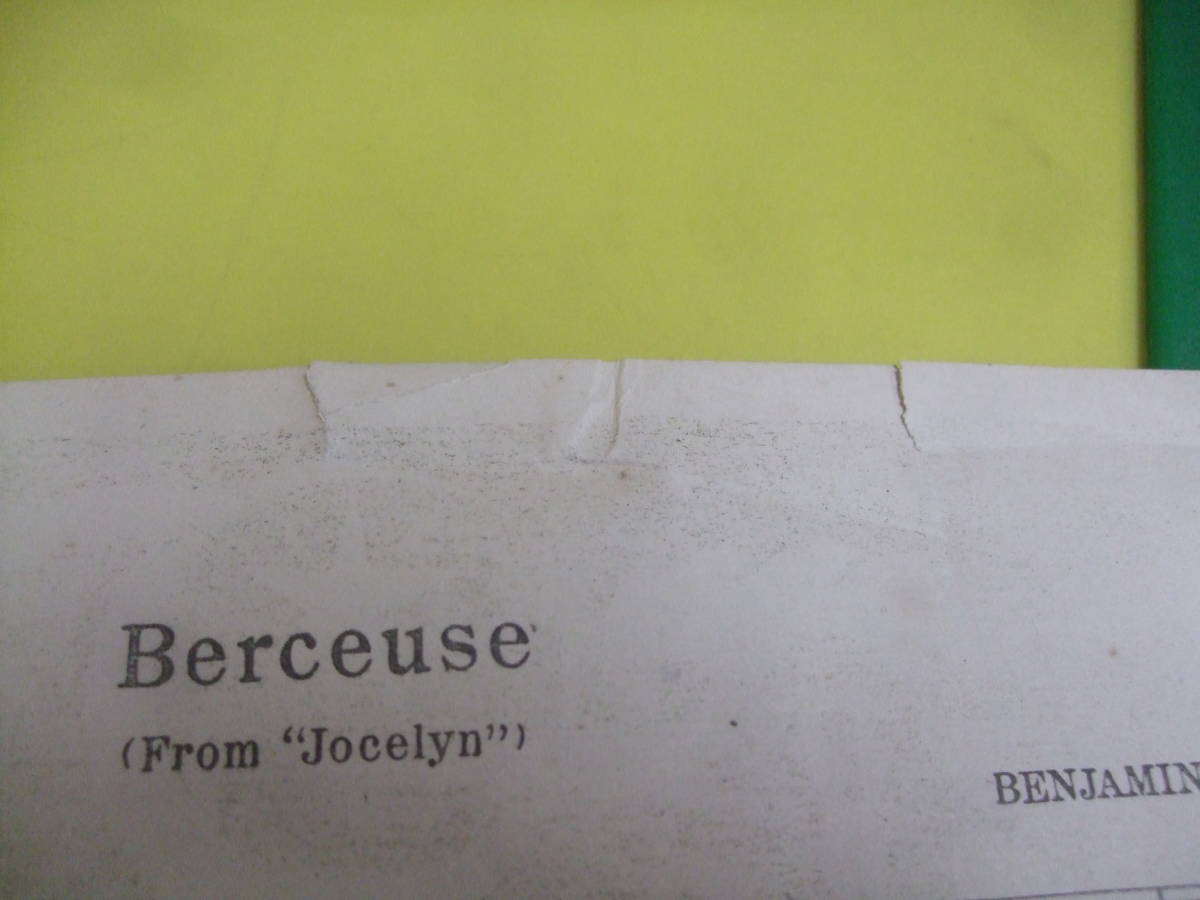 Berceuse
(From “Jocelyn”)
BENJAMIN